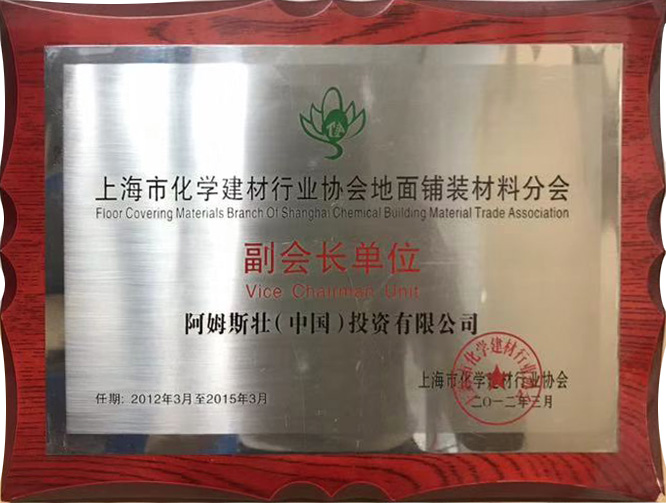 上海市化学建材行业协会地面铺装材料分会
Floor Covering Materials Branch Of Shanghai Chemical Building Material Trade Association
副会长单位
Vice Chairman Unit
阿姆斯壮(中国)投资有限公司
上海市化学建材行业协会
任期: 2012年3月至2015年3月
二〇一二年三月